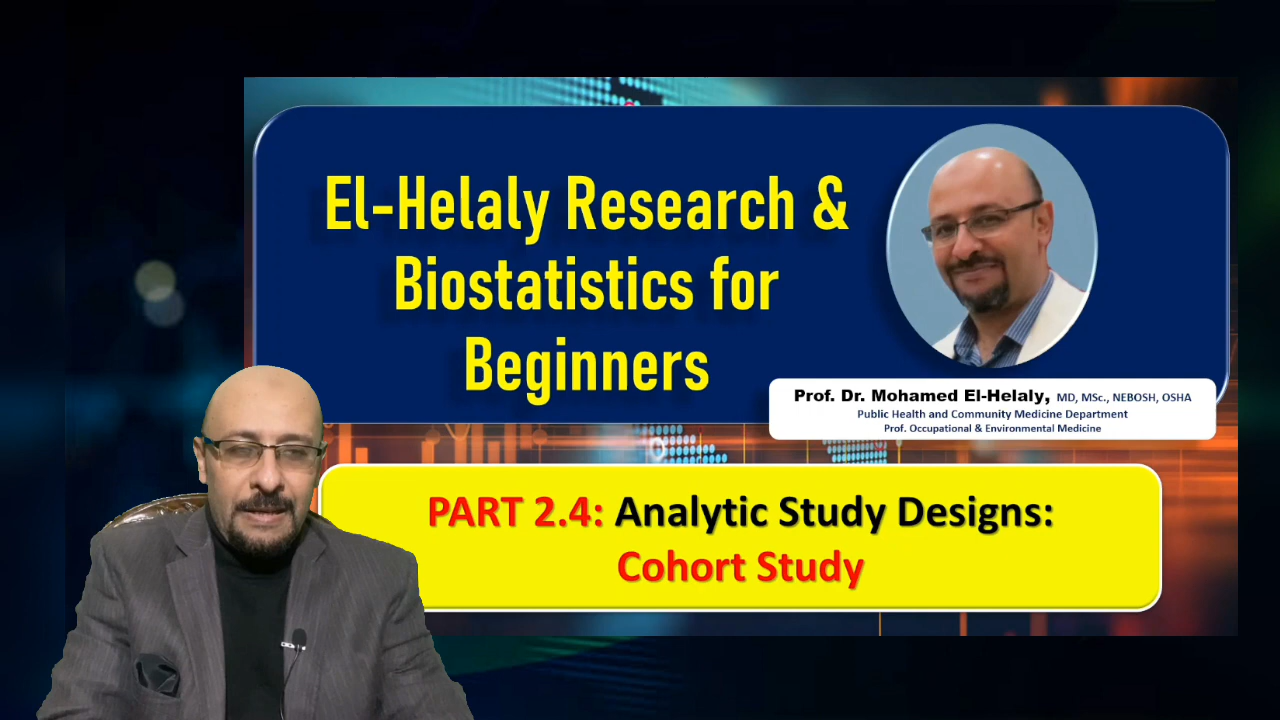 El-Helaly Research &
Biostatistics for
Beginners
Prof. Dr. Mohamed El-Helaly, MD, MSc., NEBOSH, OSHA
Public Health and Community Medicine Department
Prof. Occupational & Environmental Medicine
PART 2.4: Analytic Study Designs:
Cohort Study